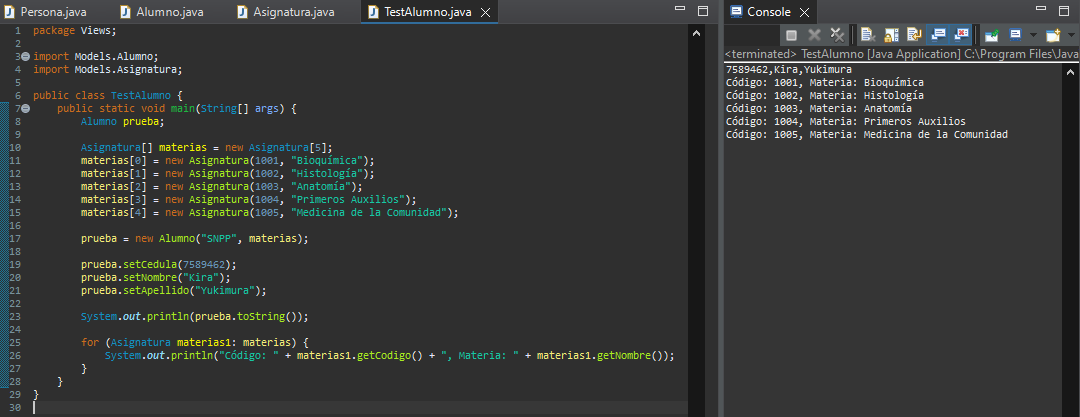 Persona.java Alumno.java Asignatura.java TestAlumno.java
1 package Views;
2
3 import Models.Alumno;
4 import Models.Asignatura;
5
6 public class TestAlumno {
7     public static void main(String[] args) {
8         Alumno prueba;
9
10         Asignatura[] materias = new Asignatura[5];
11         materias[0] = new Asignatura(1001, "Bioquímica");
12         materias[1] = new Asignatura(1002, "Histología");
13         materias[2] = new Asignatura(1003, "Anatomía");
14         materias[3] = new Asignatura(1004, "Primeros Auxilios");
15         materias[4] = new Asignatura(1005, "Medicina de la Comunidad");
16
17         prueba = new Alumno("SNPP", materias);
18
19         prueba.setCedula(7589462);
20         prueba.setNombre("Kira");
21         prueba.setApellido("Yukimura");
22
23         System.out.println(prueba.toString());
24
25         for (Asignatura materias1: materias) {
26             System.out.println("Código: " + materias1.getCodigo() + ", Materia: " + materias1.getNombre());
27         }
28     }
29 }
30
Console
<terminated> TestAlumno [Java Application] C:\Program Files\Java
7589462,Kira,Yukimura
Código: 1001, Materia: Bioquímica
Código: 1002, Materia: Histología
Código: 1003, Materia: Anatomía
Código: 1004, Materia: Primeros Auxilios
Código: 1005, Materia: Medicina de la Comunidad